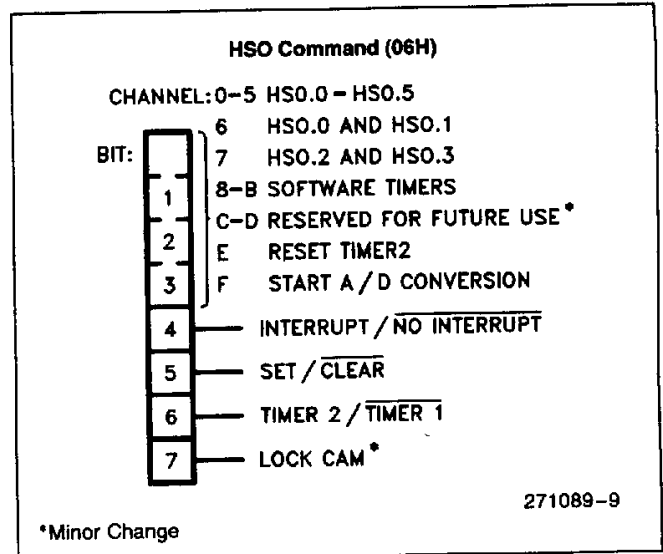 HSO Command (06H)
CHANNEL:0–5 HSO.0 – HSO.5
6 HSO.0 AND HSO.1
BIT: 7 HSO.2 AND HSO.3
1 8–B SOFTWARE TIMERS
C–D RESERVED FOR FUTURE USE*
2 E RESET TIMER2
3 F START A/D CONVERSION
4 INTERRUPT/NO INTERRUPT
5 SET/CLEAR
6 TIMER 2/TIMER 1
7 LOCK CAM*
271089–9
*Minor Change